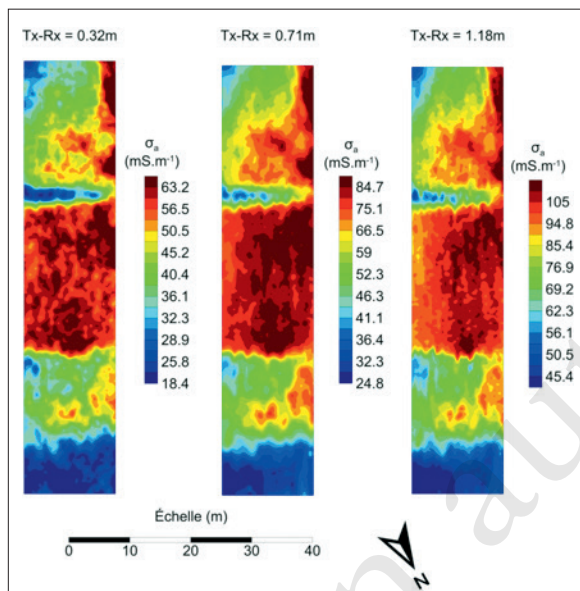 Tx-Rx = 0.32m
Tx-Rx = 0.71m
Tx-Rx = 1.18m
σa
(mS.m-1)
63.2
56.5
50.5
45.2
40.4
36.1
32.3
28.9
25.8
18.4
σa
(mS.m-1)
84.7
75.1
66.5
59
52.3
46.3
41.1
36.4
32.3
24.8
σa
(mS.m-1)
105
94.8
85.4
76.9
69.2
62.3
56.1
50.5
45.4
Échelle (m)
0 10 20 30 40
N